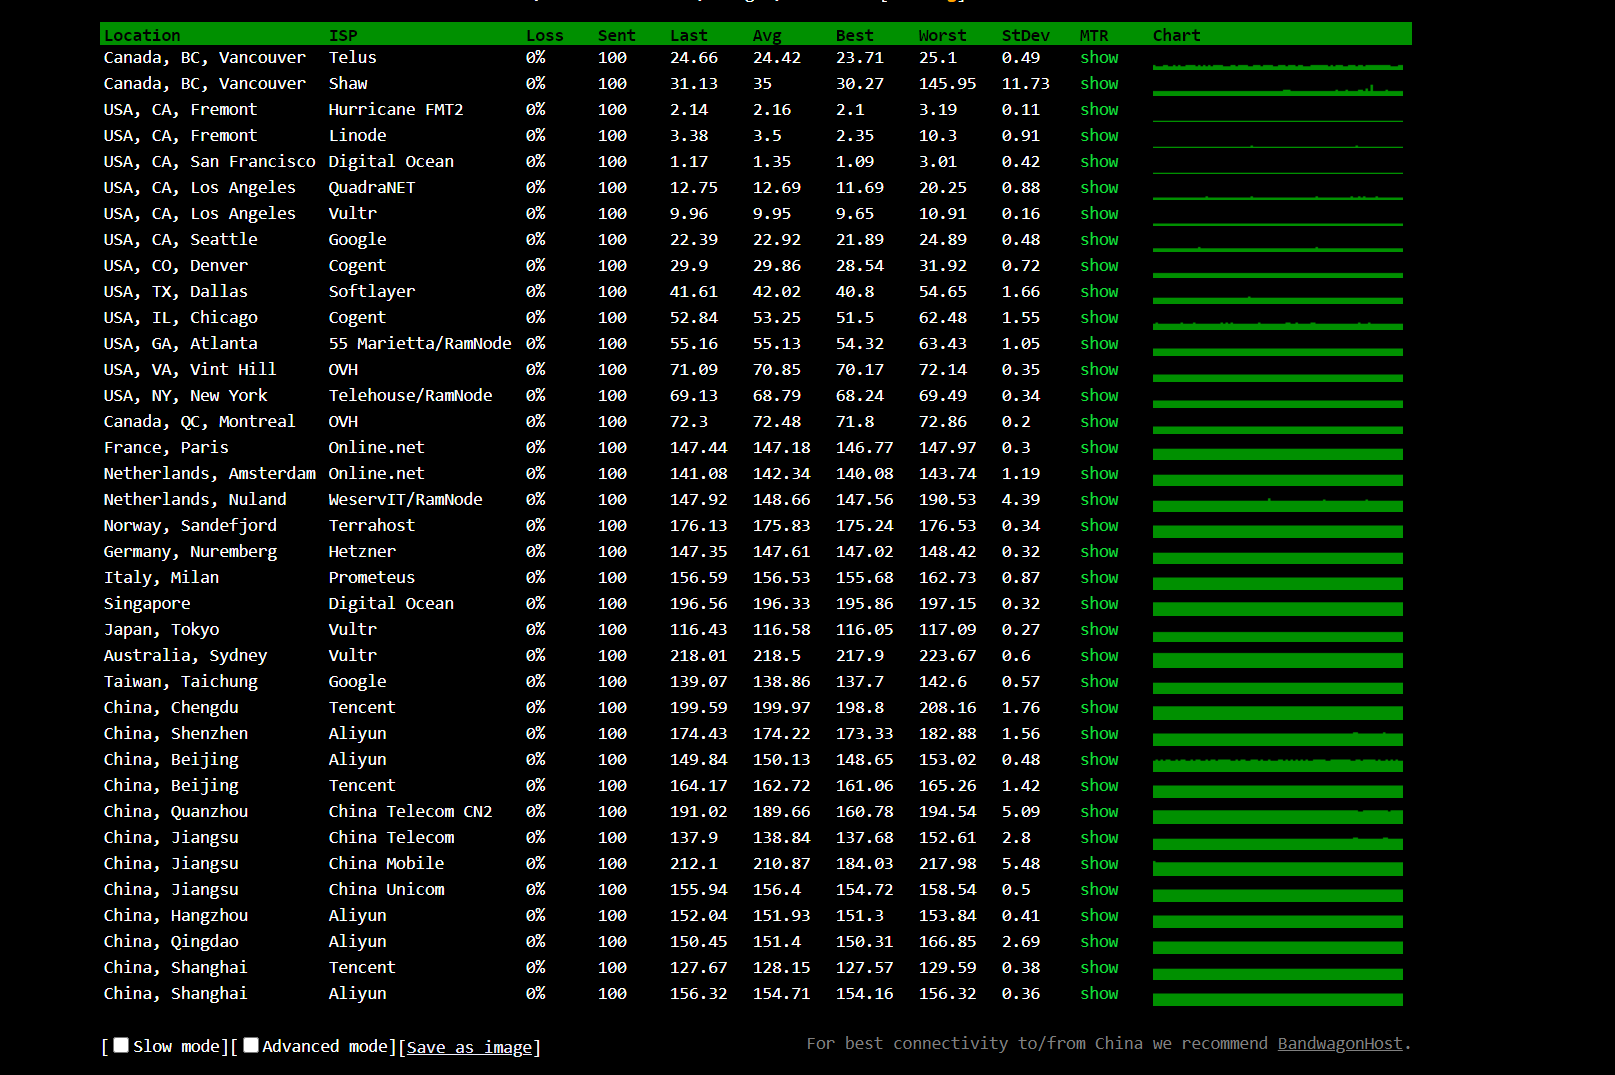 Location ISP Loss Sent Last Avg Best Worst StDev MTR Chart
Canada, BC, Vancouver Telus 0% 100 24.66 24.42 23.71 25.1 0.49 show
Canada, BC, Vancouver Shaw 0% 100 31.13 35 30.27 145.95 11.73 show
USA, CA, Fremont Hurricane FMT2 0% 100 2.14 2.16 2.1 3.19 0.11 show
USA, CA, Fremont Linode 0% 100 3.38 3.5 2.35 10.3 0.91 show
USA, CA, San Francisco Digital Ocean 0% 100 1.17 1.35 1.09 3.01 0.42 show
USA, CA, Los Angeles QuadraNET 0% 100 12.75 12.69 11.69 20.25 0.88 show
USA, CA, Los Angeles Vultr 0% 100 9.96 9.95 9.65 10.91 0.16 show
USA, CA, Seattle Google 0% 100 22.39 22.92 21.89 24.89 0.48 show
USA, CO, Denver Cogent 0% 100 29.9 29.86 28.54 31.92 0.72 show
USA, TX, Dallas Softlayer 0% 100 41.61 42.02 40.8 54.65 1.66 show
USA, IL, Chicago Cogent 0% 100 52.84 53.25 51.5 62.48 1.55 show
USA, GA, Atlanta 55 Marietta/RamNode 0% 100 55.16 55.13 54.32 63.43 1.05 show
USA, VA, Vint Hill OVH 0% 100 71.09 70.85 70.17 72.14 0.35 show
USA, NY, New York Telehouse/RamNode 0% 100 69.13 68.79 68.24 69.49 0.34 show
Canada, QC, Montreal OVH 0% 100 72.3 72.48 71.8 72.86 0.2 show
France, Paris Online.net 0% 100 147.44 147.18 146.77 147.97 0.3 show
Netherlands, Amsterdam Online.net 0% 100 141.08 142.34 140.08 143.74 1.19 show
Netherlands, Nuland WeservIT/RamNode 0% 100 147.92 148.66 147.56 190.53 4.39 show
Norway, Sandefjord Terrahost 0% 100 176.13 175.83 175.24 176.53 0.34 show
Germany, Nuremberg Hetzner 0% 100 147.35 147.61 147.02 148.42 0.32 show
Italy, Milan Prometeus 0% 100 156.59 156.53 155.68 162.73 0.87 show
Singapore Digital Ocean 0% 100 196.56 196.33 195.86 197.15 0.32 show
Japan, Tokyo Vultr 0% 100 116.43 116.58 116.05 117.09 0.27 show
Australia, Sydney Vultr 0% 100 218.01 218.5 217.9 223.67 0.6 show
Taiwan, Taichung Google 0% 100 139.07 138.86 137.7 142.6 0.57 show
China, Chengdu Tencent 0% 100 199.59 199.97 198.8 208.16 1.76 show
China, Shenzhen Aliyun 0% 100 174.43 174.22 173.33 182.88 1.56 show
China, Beijing Aliyun 0% 100 149.84 150.13 148.65 153.02 0.48 show
China, Beijing Tencent 0% 100 164.17 162.72 161.06 165.26 1.42 show
China, Quanzhou China Telecom CN2 0% 100 191.02 189.66 160.78 194.54 5.09 show
China, Jiangsu China Telecom 0% 100 137.9 138.84 137.68 152.61 2.8 show
China, Jiangsu China Mobile 0% 100 212.1 210.87 184.03 217.98 5.48 show
China, Jiangsu China Unicom 0% 100 155.94 156.4 154.72 158.54 0.5 show
China, Hangzhou Aliyun 0% 100 152.04 151.93 151.3 153.84 0.41 show
China, Qingdao Aliyun 0% 100 150.45 151.4 150.31 166.85 2.69 show
China, Shanghai Tencent 0% 100 127.67 128.15 127.57 129.59 0.38 show
China, Shanghai Aliyun 0% 100 156.32 154.71 154.16 156.32 0.36 show
[ Slow mode][ Advanced mode][Save as image] For best connectivity to/from China we recommend BandwagonHost.